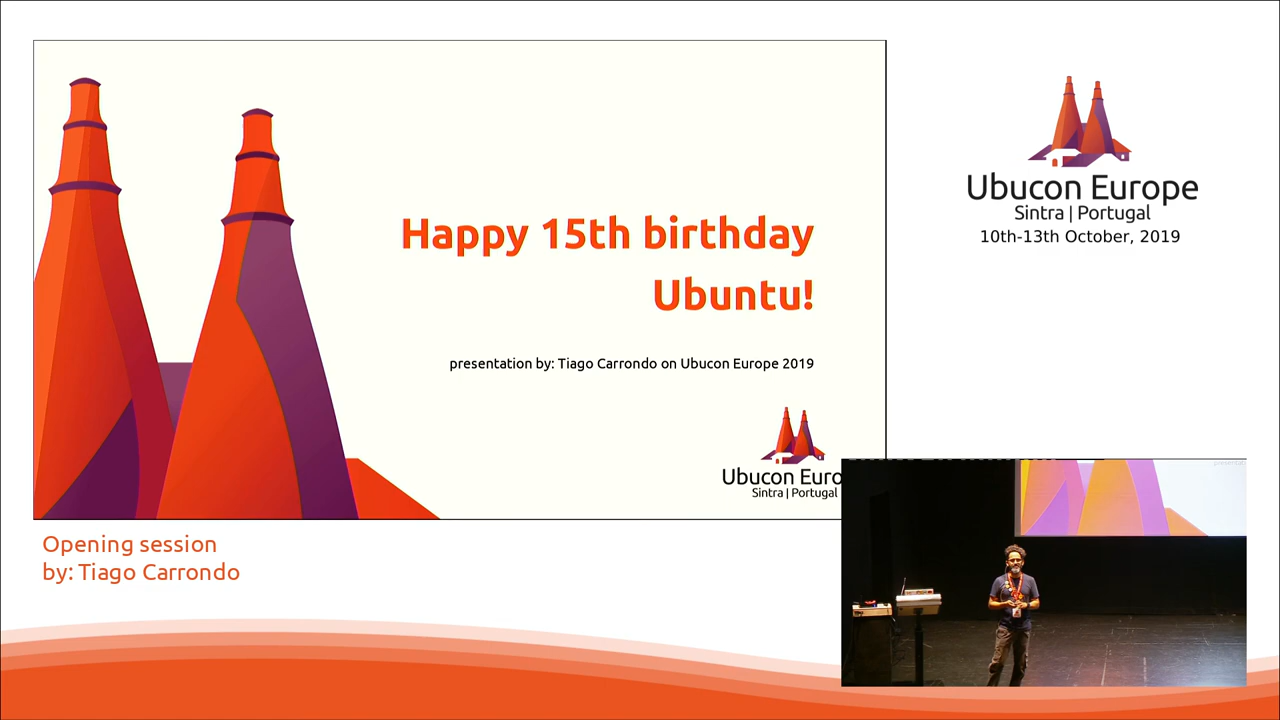 Happy 15th birthday
Ubuntu!
presentation by: Tiago Carrondo on Ubucon Europe 2019
Ubucon Euro
Sintra | Portugal
Opening session
by: Tiago Carrondo
Ubucon Europe
Sintra | Portugal
10th-13th October, 2019